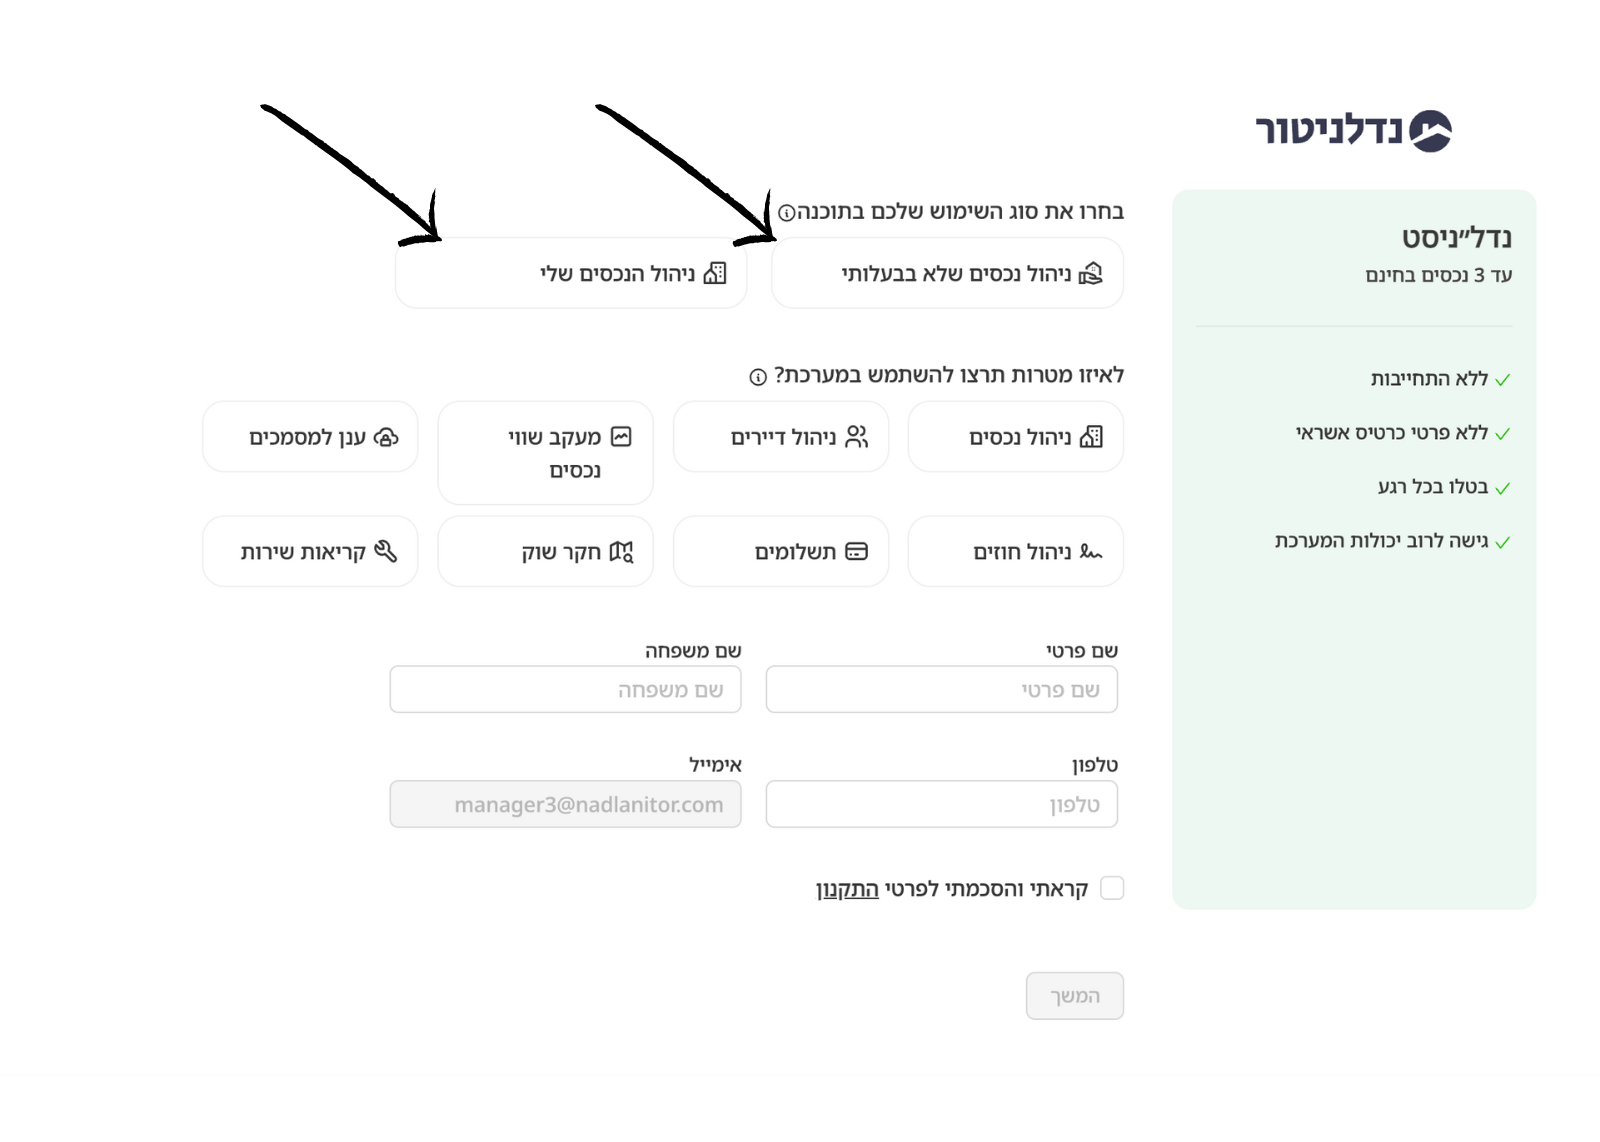 נדלניטור
נדל״ניסט
עד 3 נכסים בחינם
ללא התחייבות
ללא פרטי כרטיס אשראי
בטלו בכל רגע
גישה לרוב יכולות המערכת
בחרו את סוג השימוש שלכם בתוכנה
ניהול נכסים שלא בבעלותי
ניהול הנכסים שלי
לאיזו מטרות תרצו להשתמש במערכת?
ניהול נכסים
ניהול דיירים
מעקב שווי
נכסים
ענן למסמכים
ניהול חוזים
תשלומים
חקר שוק
קריאות שירות
שם פרטי
שם פרטי
שם משפחה
שם משפחה
טלפון
טלפון
אימייל
manager3@nadlanitor.com
קראתי והסכמתי לפרטי התקנון
המשך